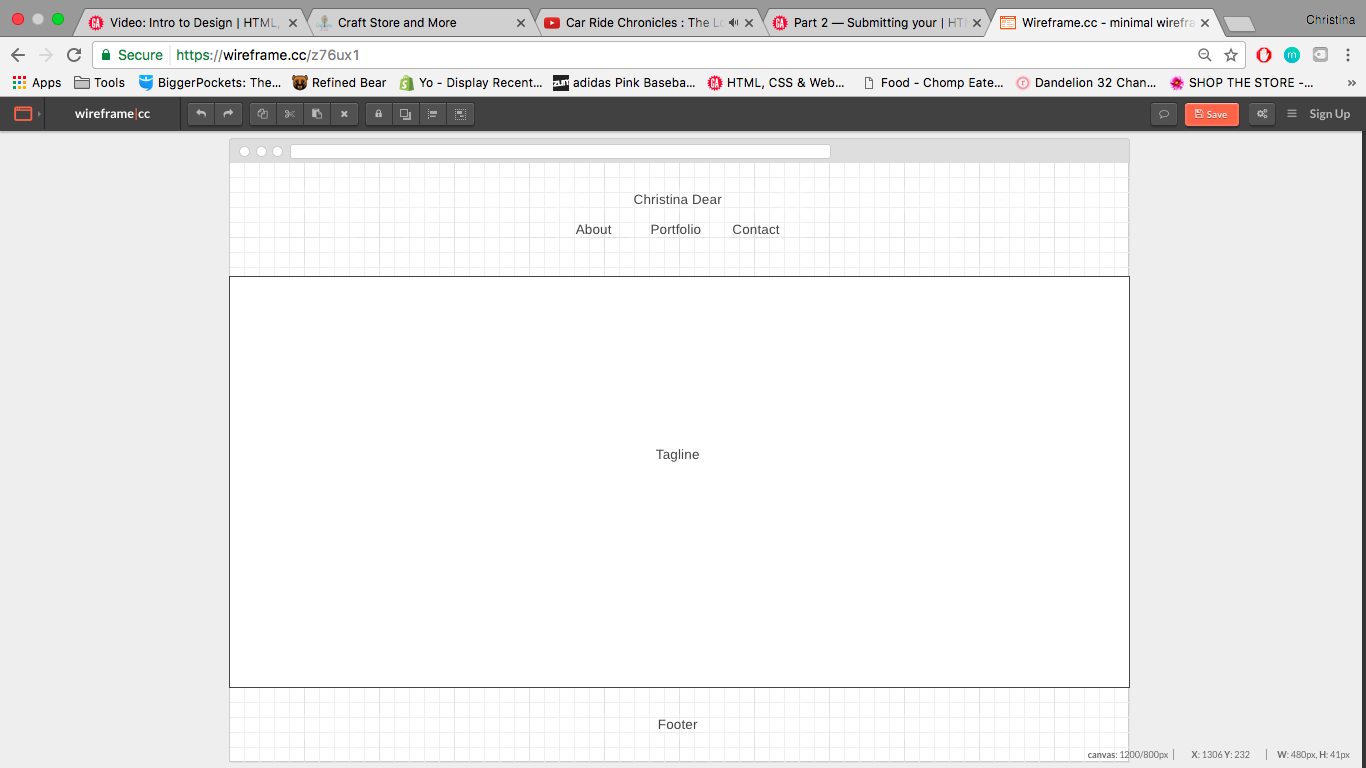 Video: Intro to Design | HTML,
Craft Store and More
Car Ride Chronicles : The Lo
Part 2 — Submitting your | HT
Wireframe.cc - minimal wirefra
Christina
Secure
https://wireframe.cc/z76ux1
Apps
Tools
BiggerPockets: The...
Refined Bear
Yo - Display Recent...
adidas Pink Baseba...
HTML, CSS & Web...
Food - Chomp Eate...
Dandelion 32 Chan...
SHOP THE STORE -...
»
wireframe|cc
Save
Sign Up
Christina Dear
About Portfolio Contact
Tagline
Footer
canvas: 1200/800px | X: 1306 Y: 232 | W: 480px, H: 41px